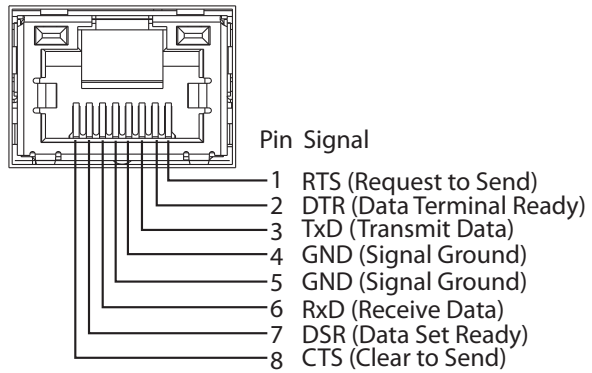 Pin Signal
1 RTS (Request to Send)
2 DTR (Data Terminal Ready)
3 TxD (Transmit Data)
4 GND (Signal Ground)
5 GND (Signal Ground)
6 RxD (Receive Data)
7 DSR (Data Set Ready)
8 CTS (Clear to Send)